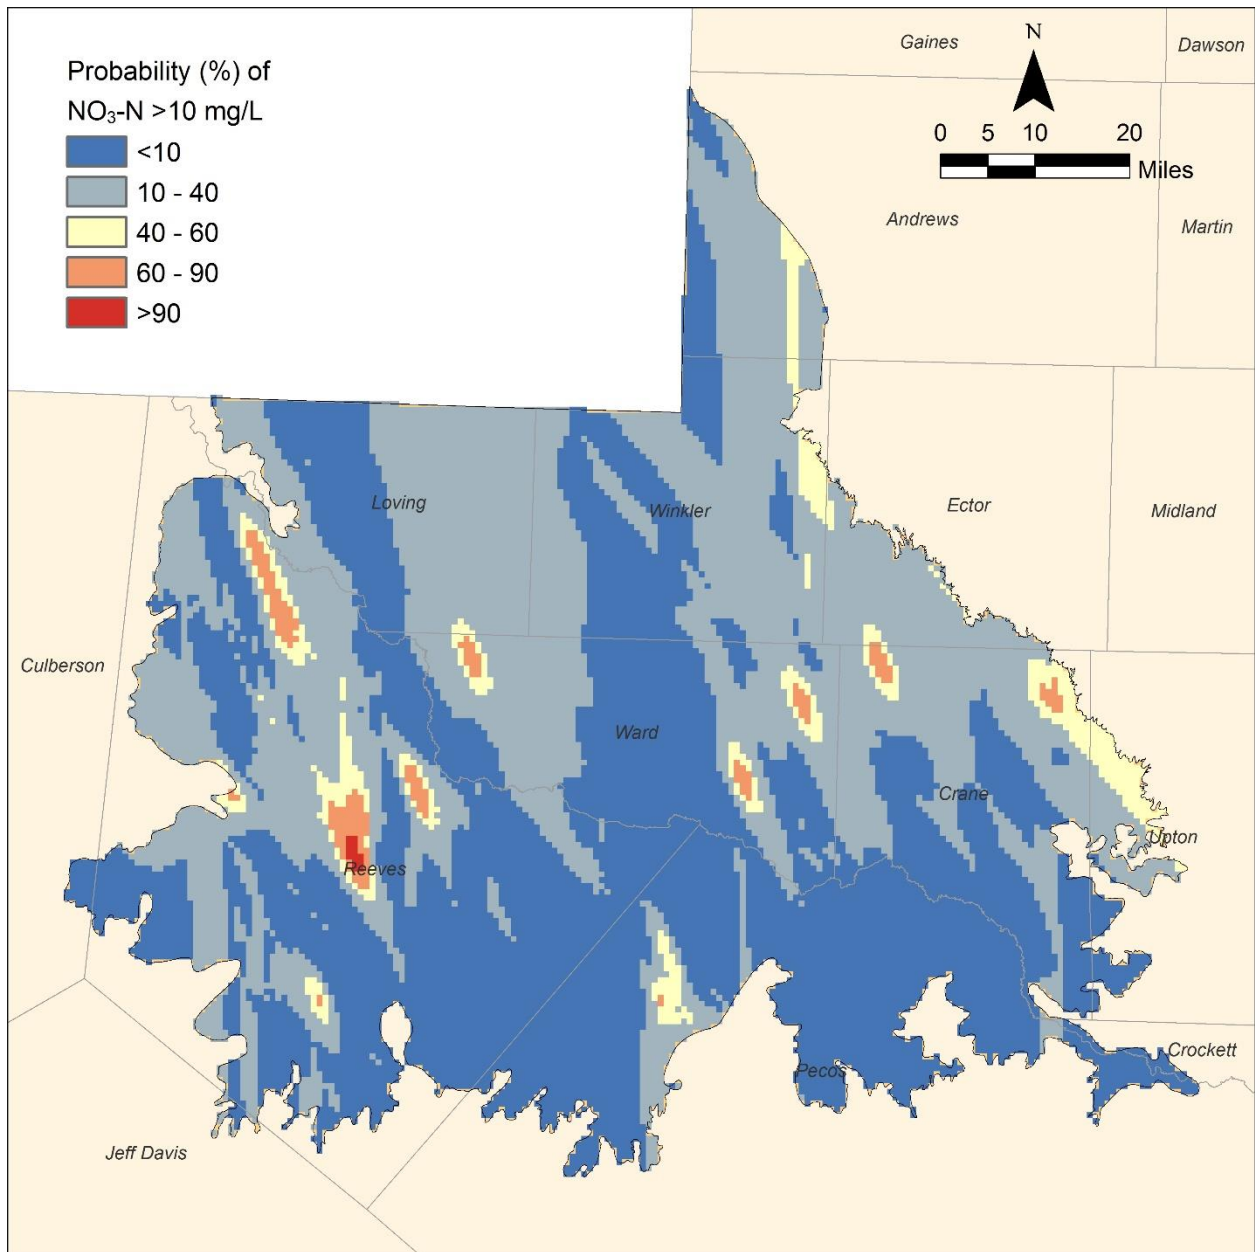 Gaines
Dawson
N
Probability (%) of
NO₃-N >10 mg/L
<10
10 - 40
40 - 60
60 - 90
>90
0 5 10 20
Miles
Andrews
Martin
Loving
Winkler
Ector
Midland
Culberson
Ward
Crane
Upton
Reeves
Crockett
Pecos
Jeff Davis